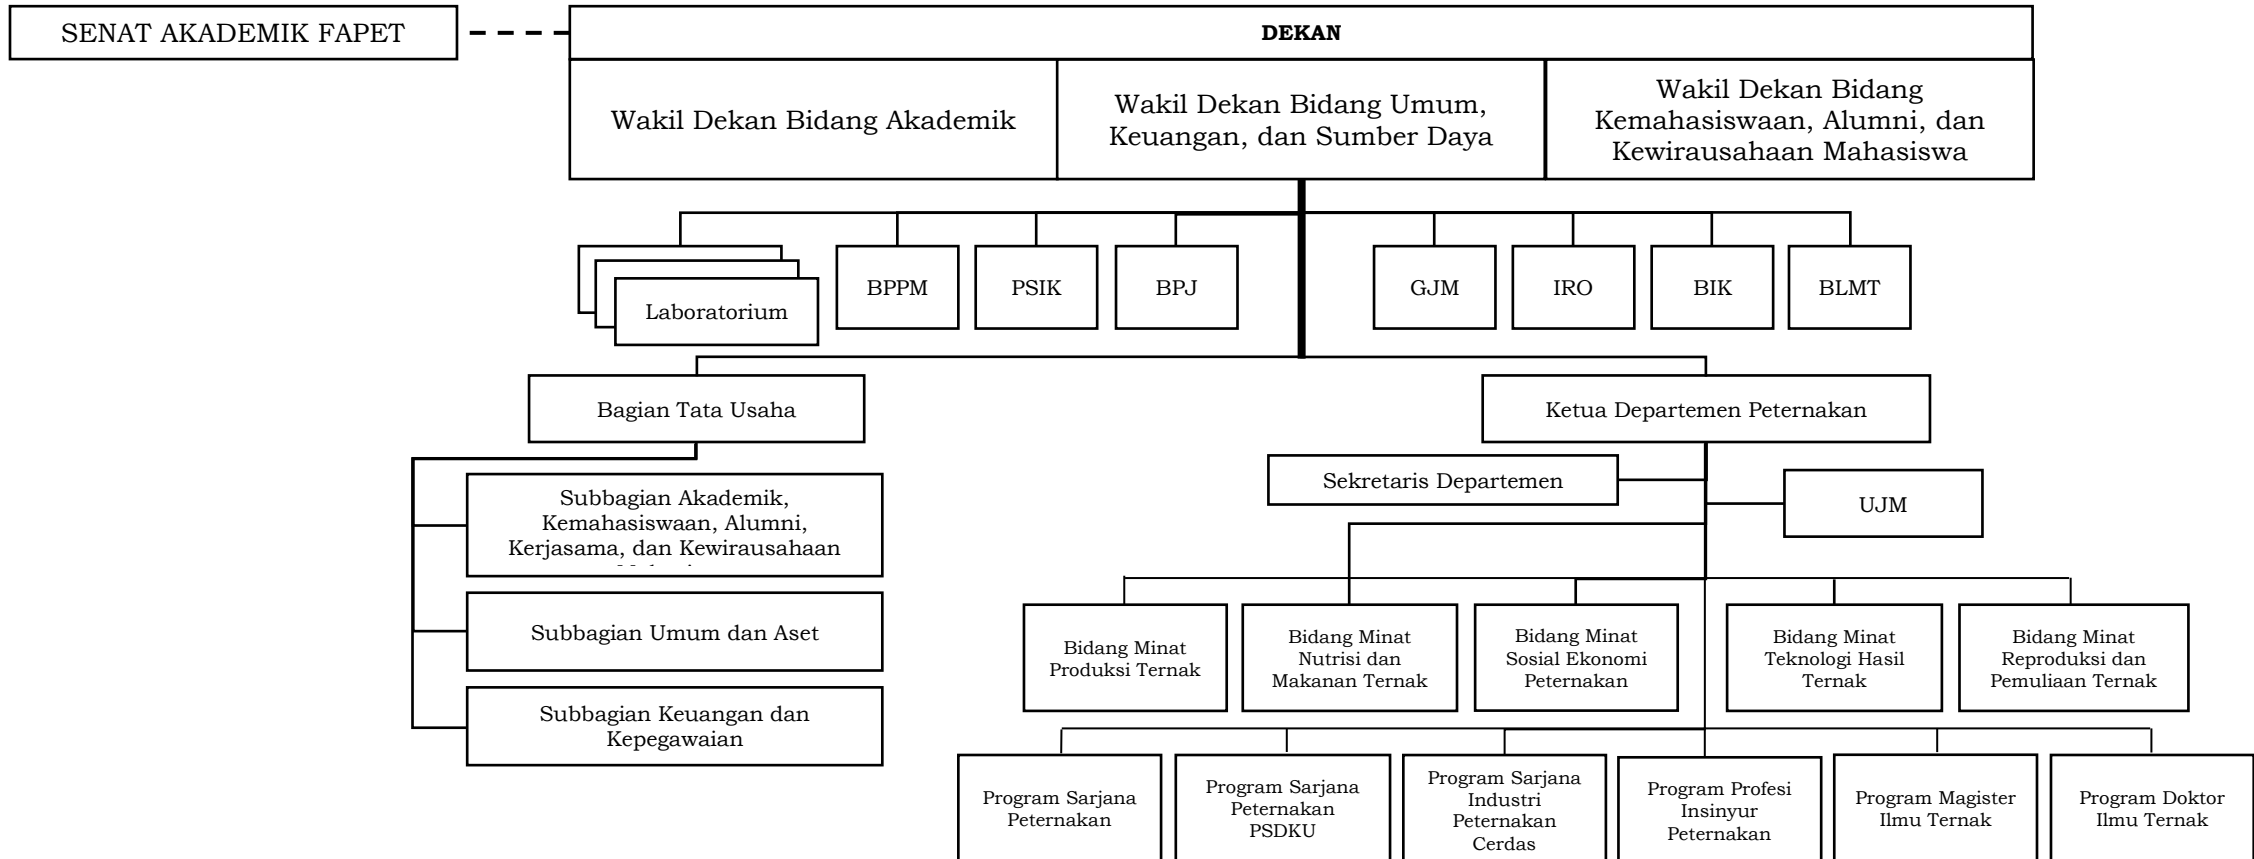 SENAT AKADEMIK FAPET
DEKAN
Wakil Dekan Bidang Akademik
Wakil Dekan Bidang Umum,
Keuangan, dan Sumber Daya
Wakil Dekan Bidang
Kemahasiswaan, Alumni, dan
Kewirausahaan Mahasiswa
Laboratorium
BPPM
PSIK
BPJ
GJM
IRO
BIK
BLMT
Bagian Tata Usaha
Ketua Departemen Peternakan
Sekretaris Departemen
UJM
Subbagian Akademik,
Kemahasiswaan, Alumni,
Kerjasama, dan Kewirausahaan
Subbagian Umum dan Aset
Subbagian Keuangan dan
Kepegawaian
Bidang Minat
Produksi Ternak
Bidang Minat
Nutrisi dan
Makanan Ternak
Bidang Minat
Sosial Ekonomi
Peternakan
Bidang Minat
Teknologi Hasil
Ternak
Bidang Minat
Reproduksi dan
Pemuliaan Ternak
Program Sarjana
Peternakan
Program Sarjana
Peternakan
PSDKU
Program Sarjana
Industri
Peternakan
Cerdas
Program Profesi
Insinyur
Peternakan
Program Magister
Ilmu Ternak
Program Doktor
Ilmu Ternak